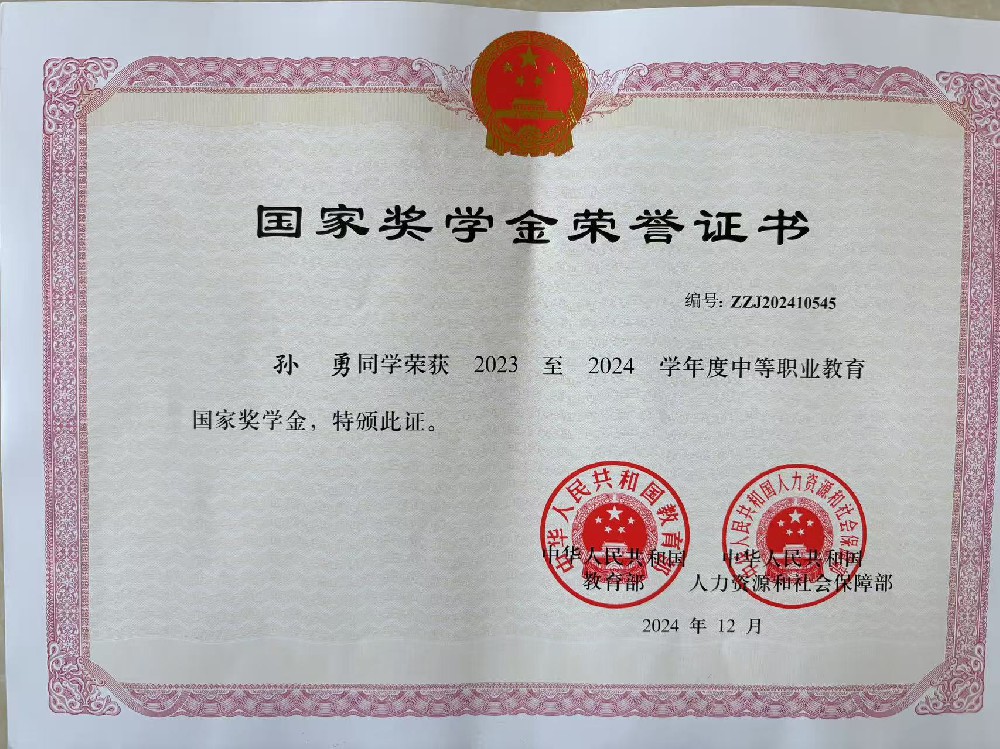 国家奖学金荣誉证书
编号：ZZJ202410545
孙 勇同学荣获 2023 至 2024 学年度中等职业教育
国家奖学金，特颁此证。
中华人民共和国教育部
中华人民共和国人力资源和社会保障部
中华人民共和国 中华人民共和国
教育部 人力资源和社会保障部
2024 年 12 月